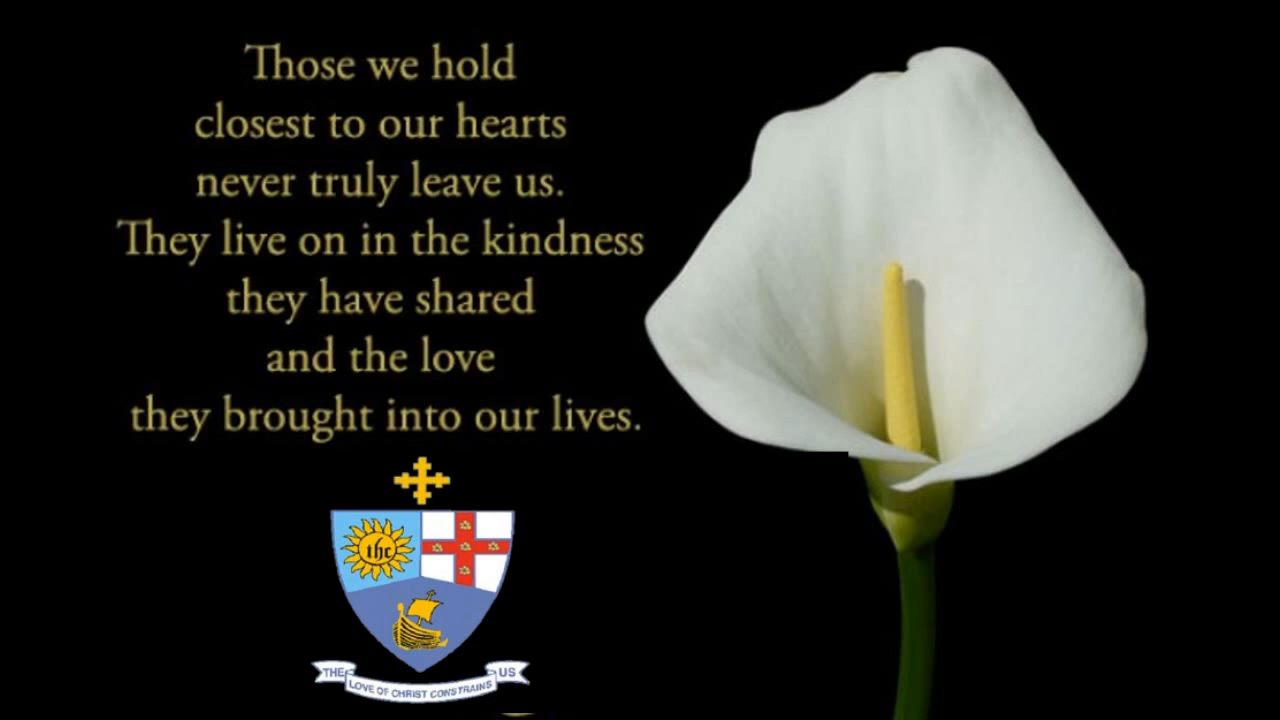 Those we hold
closest to our hearts
never truly leave us.
They live on in the kindness
they have shared
and the love
they brought into our lives.
ihc
THE LOVE OF CHRIST CONSTRAINS US